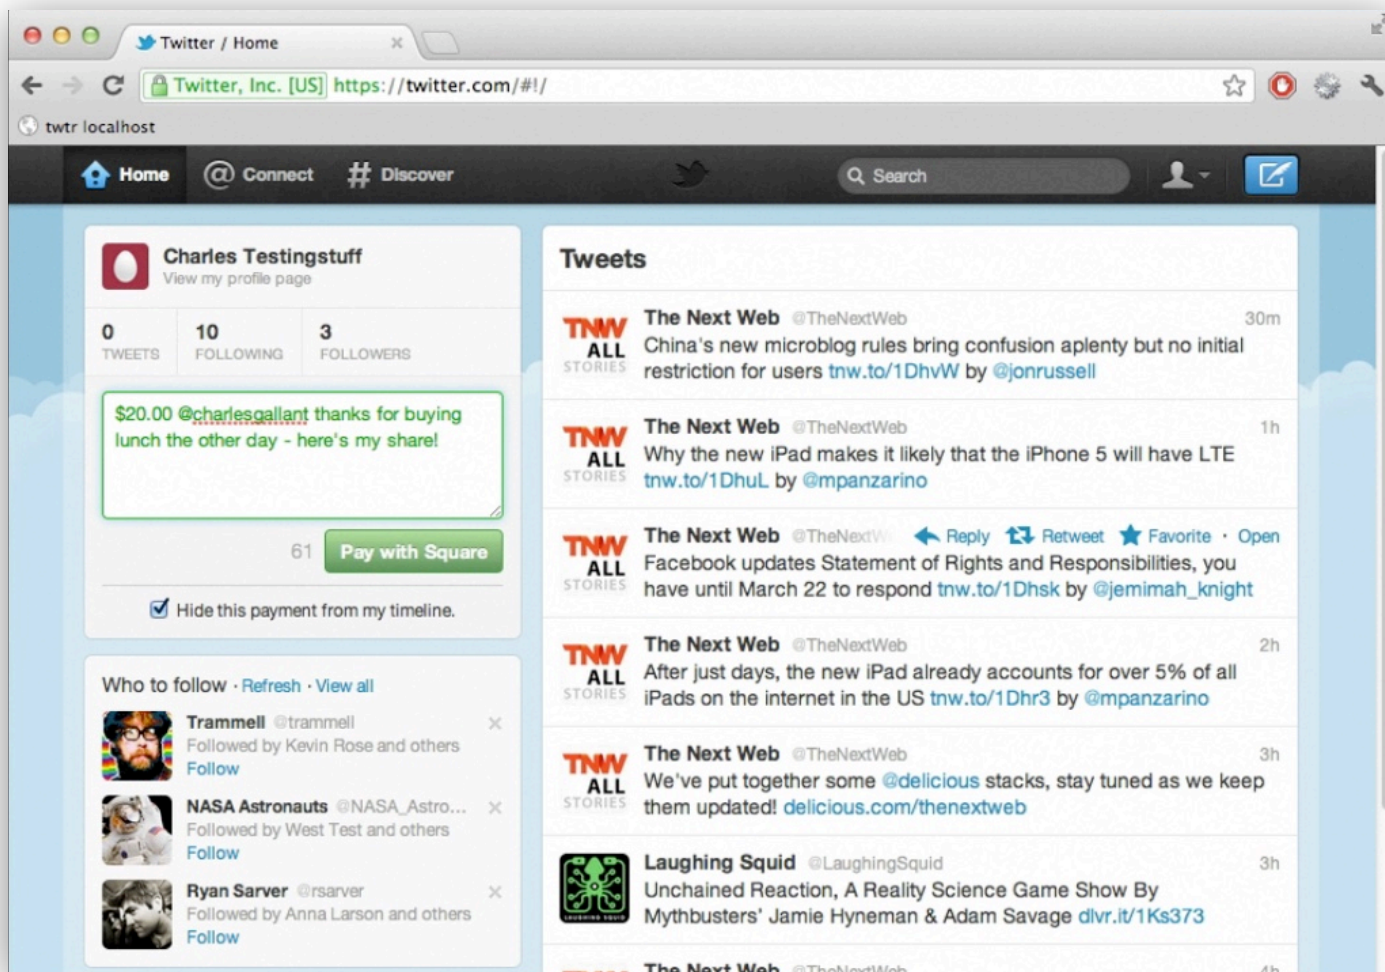 Twitter / Home
Twitter, Inc. [US] https://twitter.com/#!/
twtr localhost
Home @ Connect # Discover
Search
Charles Testingstuff
View my profile page
0 TWEETS
10 FOLLOWING
3 FOLLOWERS
$20.00 @charlesgallant thanks for buying
lunch the other day - here's my share!
61 Pay with Square
Hide this payment from my timeline.
Who to follow · Refresh · View all
Trammell @trammell
Followed by Kevin Rose and others
Follow
NASA Astronauts @NASA_Astro...
Followed by West Test and others
Follow
Ryan Sarver @rsarver
Followed by Anna Larson and others
Follow
Tweets
TNW ALL STORIES
The Next Web @TheNextWeb 30m
China's new microblog rules bring confusion aplenty but no initial
restriction for users tnw.to/1DhvW by @jonrussell
TNW ALL STORIES
The Next Web @TheNextWeb 1h
Why the new iPad makes it likely that the iPhone 5 will have LTE
tnw.to/1DhuL by @mpanzarino
TNW ALL STORIES
The Next Web @TheNextW Reply Retweet Favorite · Open
Facebook updates Statement of Rights and Responsibilities, you
have until March 22 to respond tnw.to/1Dhsk by @jemimah_knight
TNW ALL STORIES
The Next Web @TheNextWeb 2h
After just days, the new iPad already accounts for over 5% of all
iPads on the internet in the US tnw.to/1Dhr3 by @mpanzarino
TNW ALL STORIES
The Next Web @TheNextWeb 3h
We've put together some @delicious stacks, stay tuned as we keep
them updated! delicious.com/thenextweb
LAUGHING SQUID
Laughing Squid @LaughingSquid 3h
Unchained Reaction, A Reality Science Game Show By
Mythbusters' Jamie Hyneman & Adam Savage dlvr.it/1Ks373
The Next Web @TheNextWeb 4h